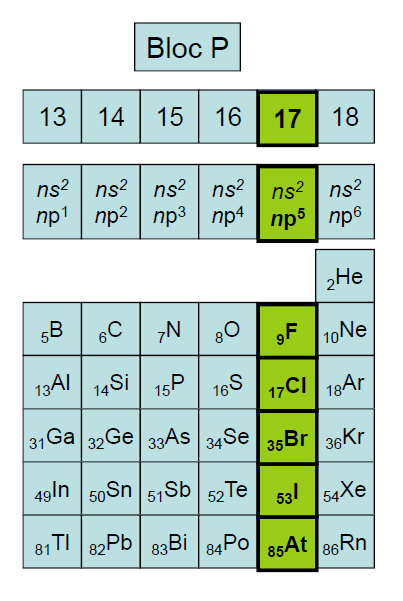 Bloc P
13 14 15 16 17 18
ns² ns² ns² ns² ns² ns²
np¹ np² np³ np⁴ np⁵ np⁶
₂He
₅B ₆C ₇N ₈O ₉F ₁₀Ne
₁₃Al ₁₄Si ₁₅P ₁₆S ₁₇Cl ₁₈Ar
₃₁Ga ₃₂Ge ₃₃As ₃₄Se ₃₅Br ₃₆Kr
₄₉In ₅₀Sn ₅₁Sb ₅₂Te ₅₃I ₅₄Xe
₈₁Tl ₈₂Pb ₈₃Bi ₈₄Po ₈₅At ₈₆Rn